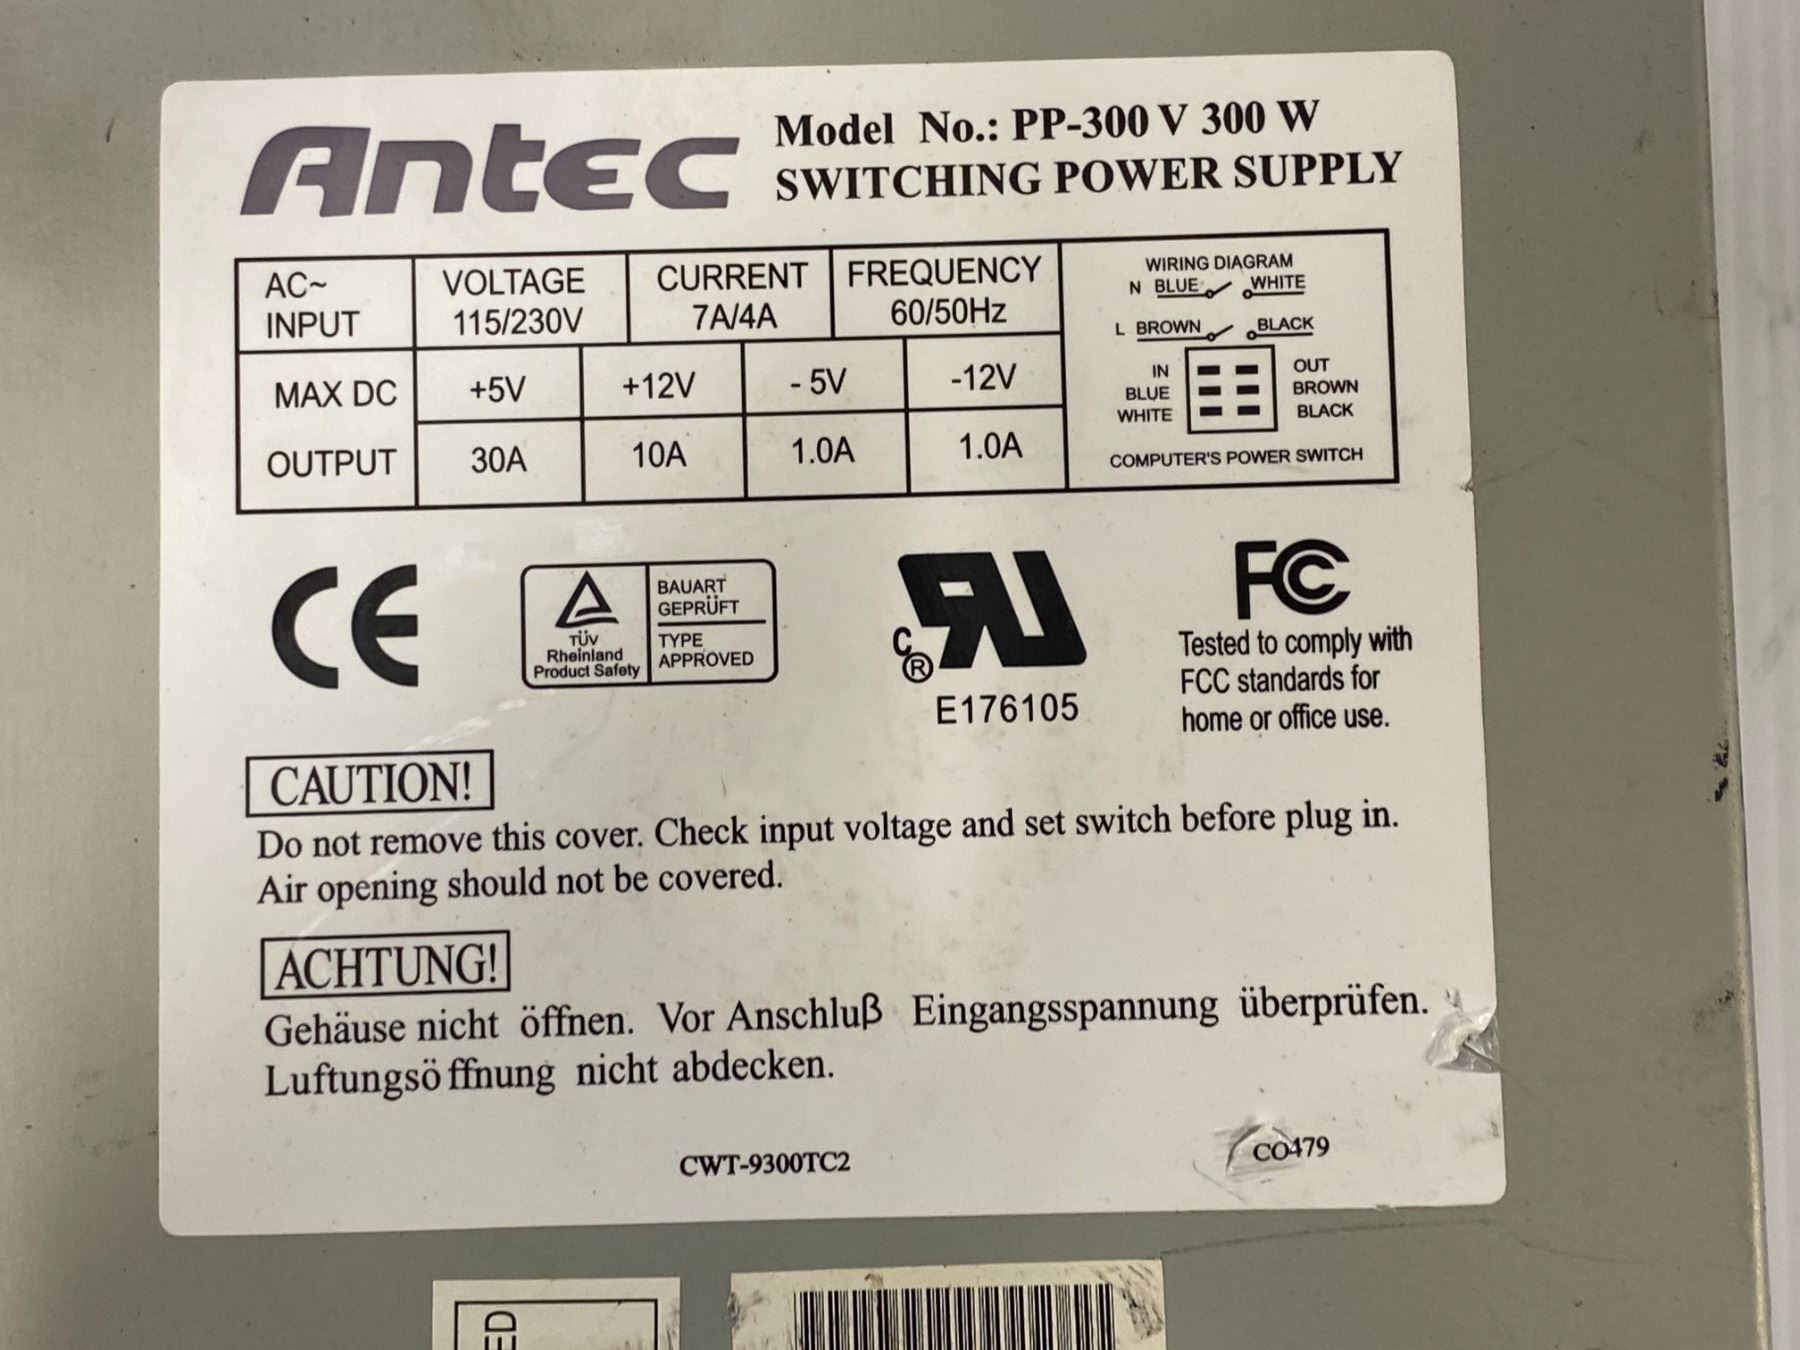 Antec
Model No.: PP-300 V 300 W
SWITCHING POWER SUPPLY
AC~
INPUT
VOLTAGE
115/230V
CURRENT
7A/4A
FREQUENCY
60/50Hz
MAX DC
OUTPUT
+5V
+12V
- 5V
-12V
30A
10A
1.0A
1.0A
WIRING DIAGRAM
N BLUE WHITE
L BROWN BLACK
IN OUT
BLUE BROWN
WHITE BLACK
COMPUTER'S POWER SWITCH
CE
TÜV
Rheinland
Product Safety
BAUART
GEPRÜFT
TYPE
APPROVED
c RU ®
E176105
FC
Tested to comply with
FCC standards for
home or office use.
CAUTION!
Do not remove this cover. Check input voltage and set switch before plug in.
Air opening should not be covered.
ACHTUNG!
Gehäuse nicht öffnen. Vor Anschluß Eingangsspannung überprüfen.
Luftungsöffnung nicht abdecken.
CWT-9300TC2
CO479